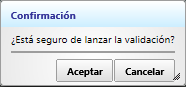 Confirmación
¿Está seguro de lanzar la validación?
Aceptar
Cancelar